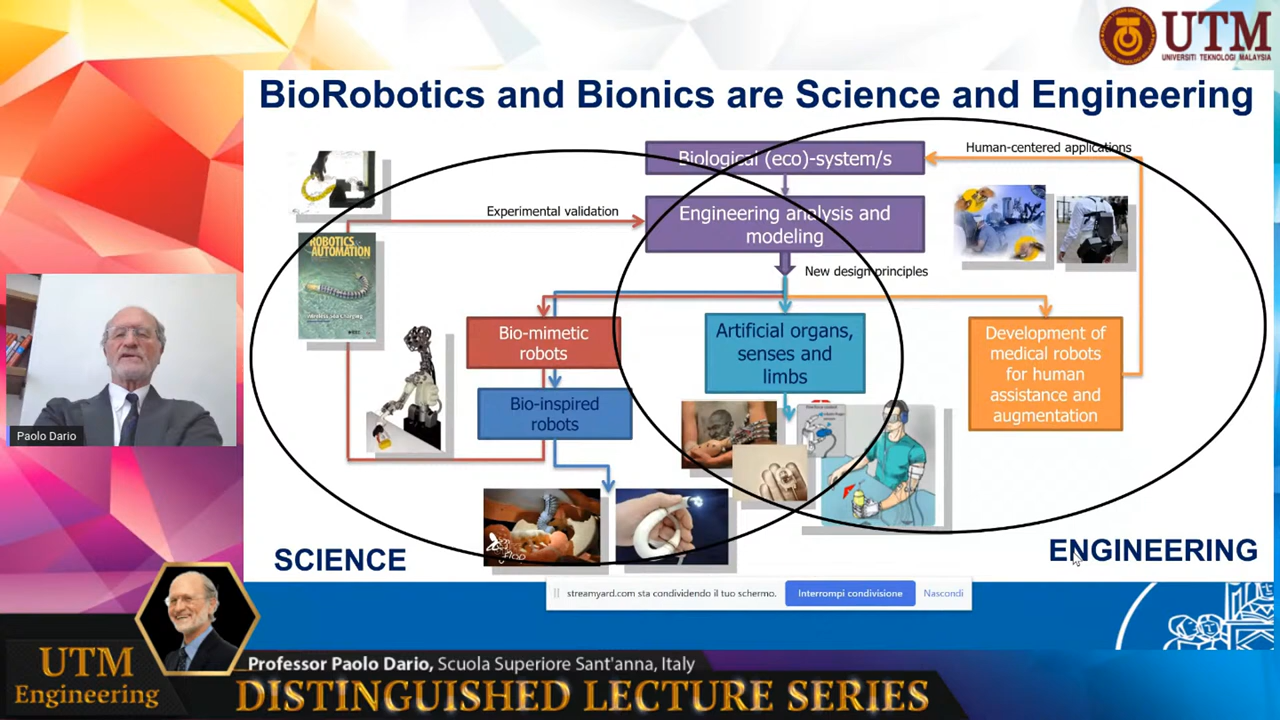 UTM
UNIVERSITI TEKNOLOGI MALAYSIA
BioRobotics and Bionics are Science and Engineering
Biological (eco)-system/s
Human-centered applications
Experimental validation
Engineering analysis and
modeling
New design principles
ROBOTICS &
AUTOMATION
Bio-mimetic
robots
Artificial organs,
senses and
limbs
Development of
medical robots
for human
assistance and
augmentation
Bio-inspired
robots
Paolo Dario
SCIENCE
ENGINEERING
streamyard.com sta condividendo il tuo schermo.
Interrompi condivisione
Nascondi
UTM
Engineering
Professor Paolo Dario, Scuola Superiore Sant'anna, Italy
DISTINGUISHED LECTURE SERIES